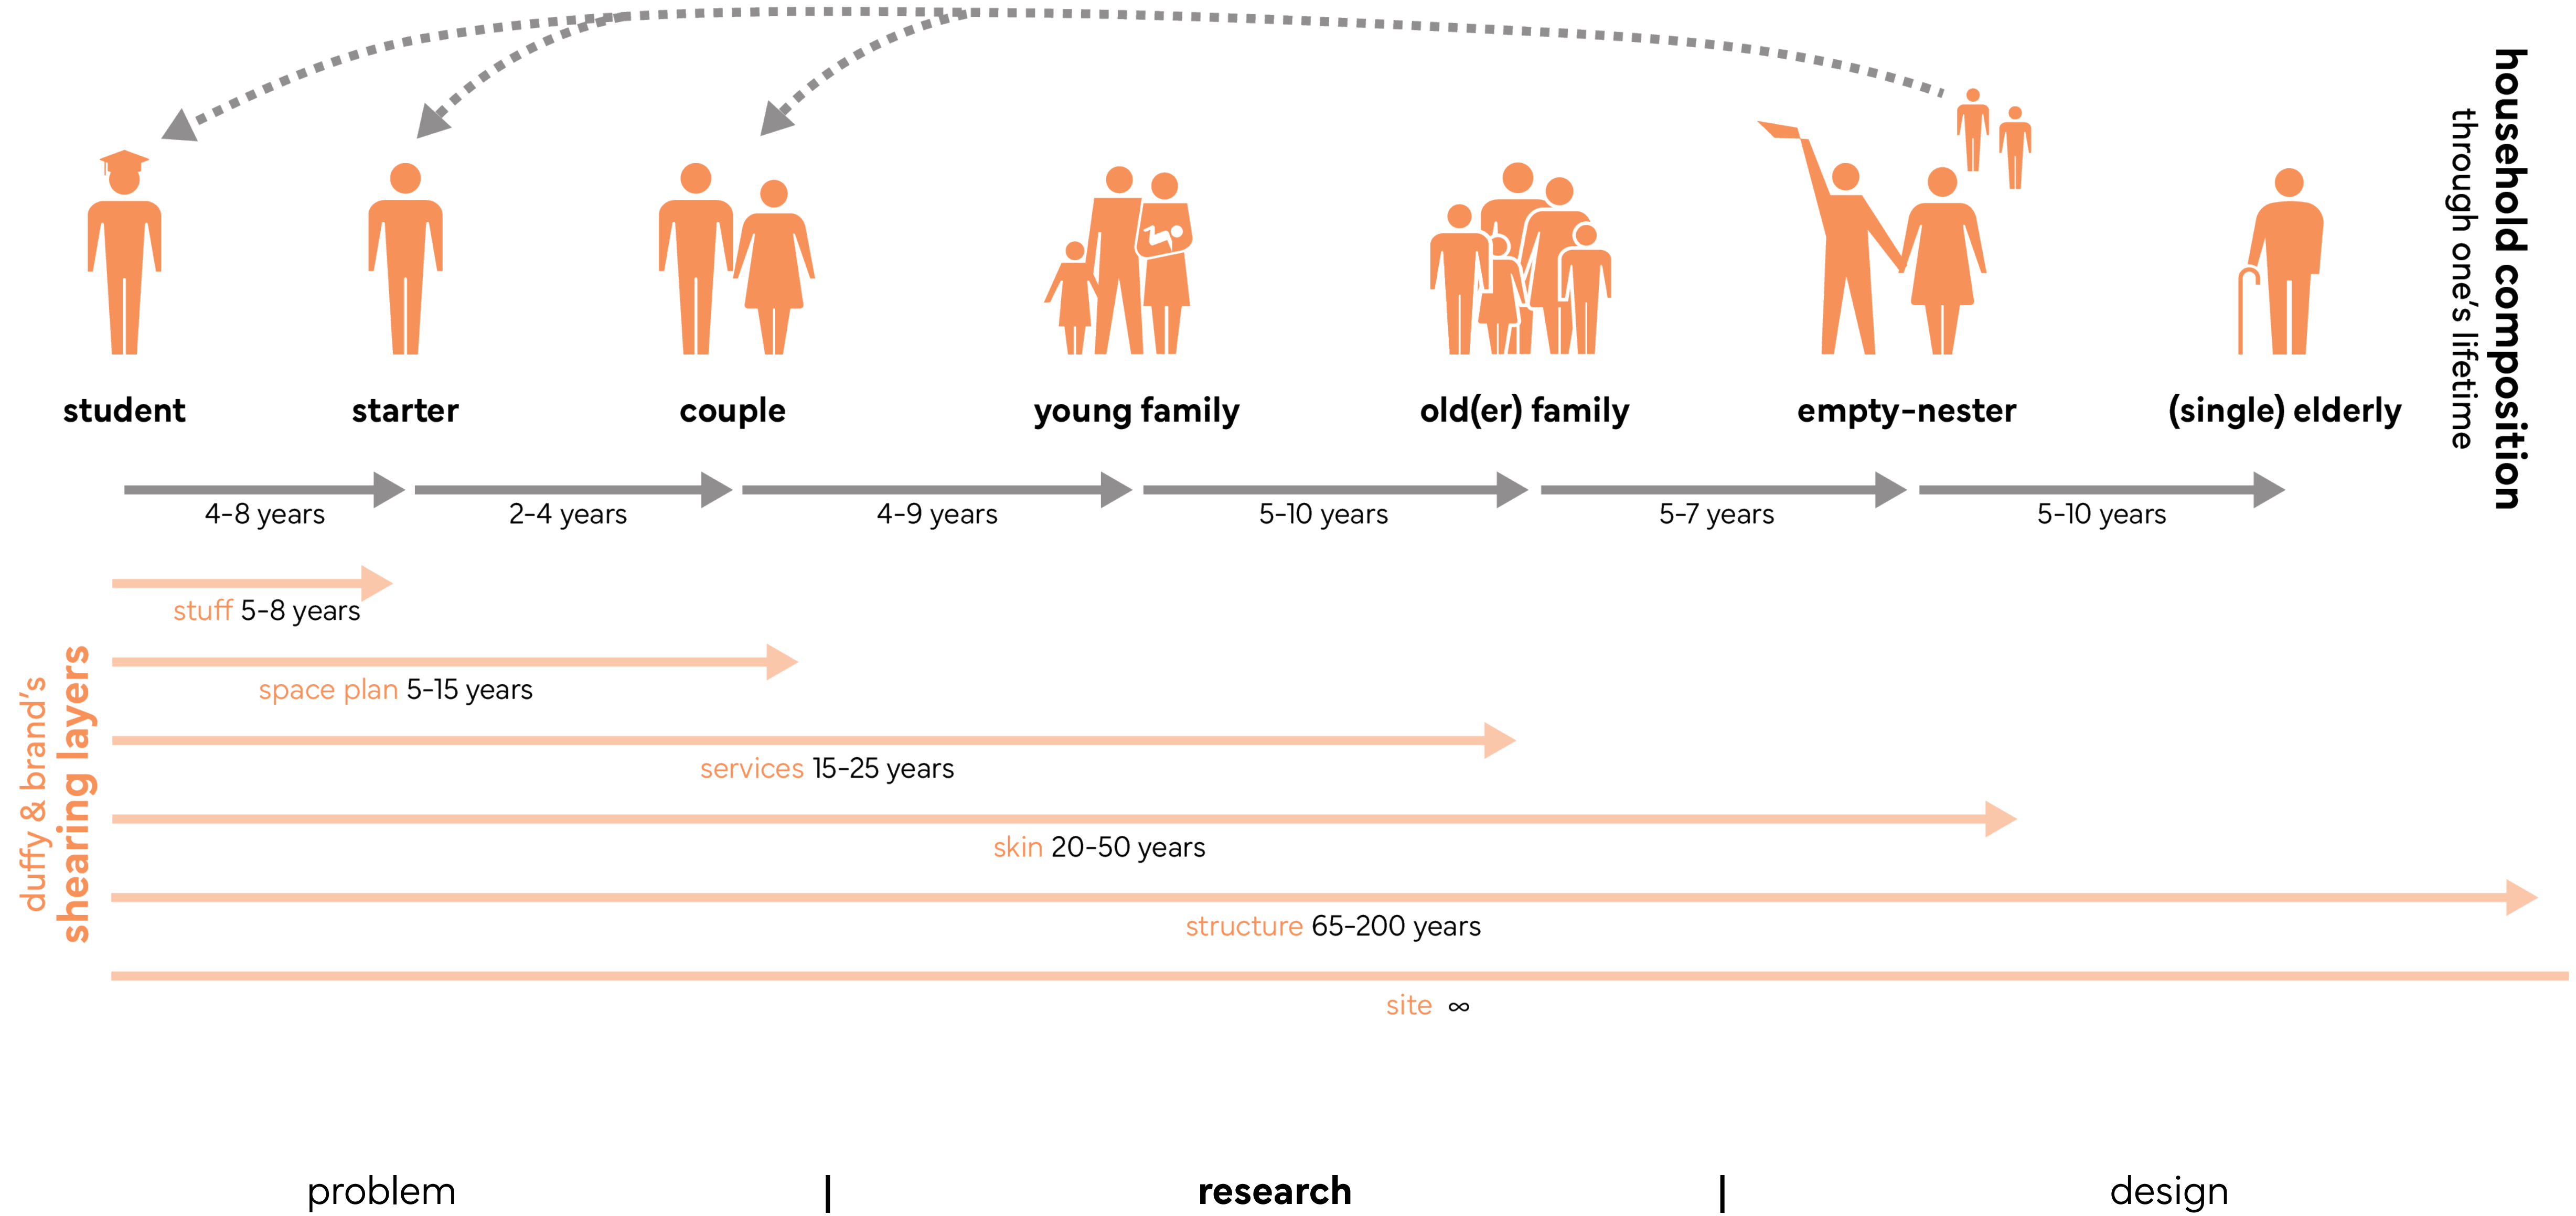 household composition
through one's lifetime
student
starter
couple
young family
old(er) family
empty-nester
(single) elderly
4-8 years
2-4 years
4-9 years
5-10 years
5-7 years
5-10 years
duffy & brand's
shearing layers
stuff 5-8 years
space plan 5-15 years
services 15-25 years
skin 20-50 years
structure 65-200 years
site ∞
problem
|
research
|
design